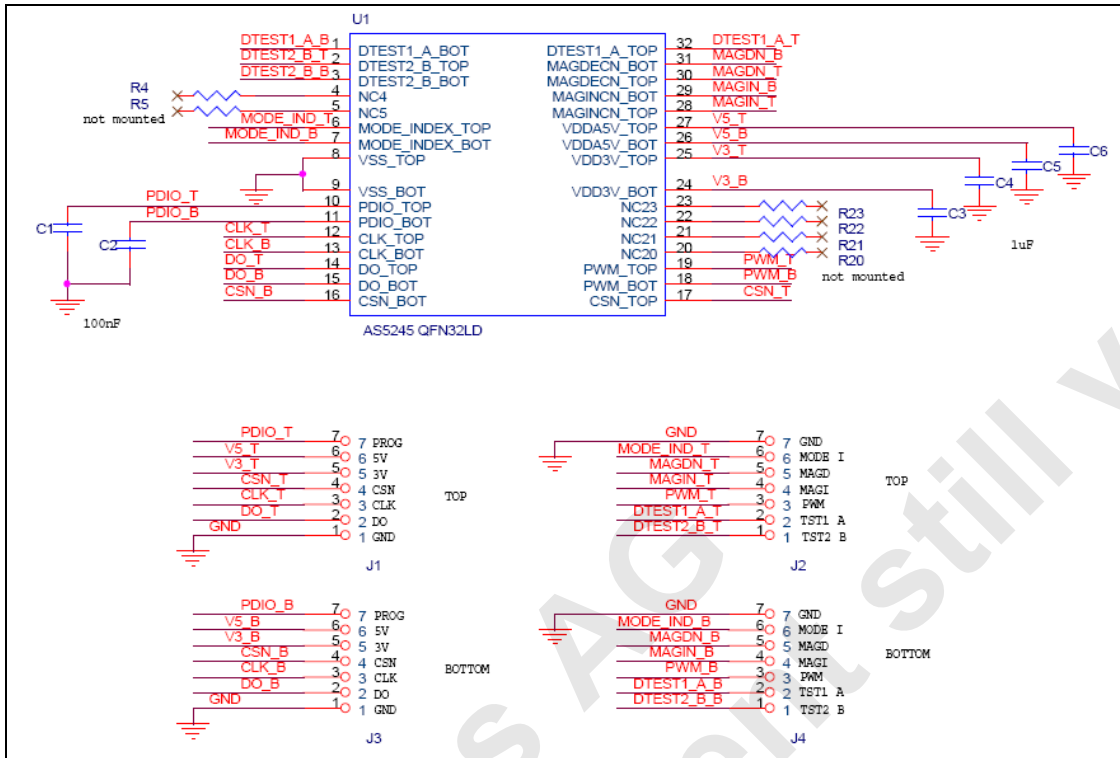 U1
DTEST1_A_B 1 DTEST1_A_BOT DTEST1_A_TOP 32 DTEST1_A_T
DTEST2_B_T 2 DTEST2_B_TOP MAGDECN_BOT 31 MAGDN_B
DTEST2_B_B 3 DTEST2_B_BOT MAGDECN_TOP 30 MAGDN_T
R4 4 NC4 MAGINCN_BOT 29 MAGIN_B
R5 5 NC5 MAGINCN_TOP 28 MAGIN_T
not mounted
MODE_IND_T 6 MODE_INDEX_TOP VDDA5V_TOP 27 V5_T
MODE_IND_B 7 MODE_INDEX_BOT VDDA5V_BOT 26 V5_B
8 VSS_TOP VDD3V_TOP 25 V3_T
C6
C5
C4
9 VSS_BOT VDD3V_BOT 24 V3_B
C3
1uF
PDIO_T 10 PDIO_TOP NC23 23 R23
PDIO_B 11 PDIO_BOT NC22 22 R22
C1
C2
CLK_T 12 CLK_TOP NC21 21 R21
CLK_B 13 CLK_BOT NC20 20 R20
DO_T 14 DO_TOP PWM_TOP 19 PWM_T
not mounted
DO_B 15 DO_BOT PWM_BOT 18 PWM_B
CSN_B 16 CSN_BOT CSN_TOP 17 CSN_T
100nF
AS5245 QFN32LD
PDIO_T 7 7 PROG
V5_T 6 6 5V
V3_T 5 5 3V
CSN_T 4 4 CSN
CLK_T 3 3 CLK
DO_T 2 2 DO
GND 1 1 GND
TOP
J1
GND 7 7 GND
MODE_IND_T 6 6 MODE I
MAGDN_T 5 5 MAGD
MAGIN_T 4 4 MAGI
PWM_T 3 3 PWM
DTEST1_A_T 2 2 TST1 A
DTEST2_B_T 1 1 TST2 B
TOP
J2
PDIO_B 7 7 PROG
V5_B 6 6 5V
V3_B 5 5 3V
CSN_B 4 4 CSN
CLK_B 3 3 CLK
DO_B 2 2 DO
GND 1 1 GND
BOTTOM
J3
GND 7 7 GND
MODE_IND_B 6 6 MODE I
MAGDN_B 5 5 MAGD
MAGIN_B 4 4 MAGI
PWM_B 3 3 PWM
DTEST1_A_B 2 2 TST1 A
DTEST2_B_B 1 1 TST2 B
BOTTOM
J4
AG
still